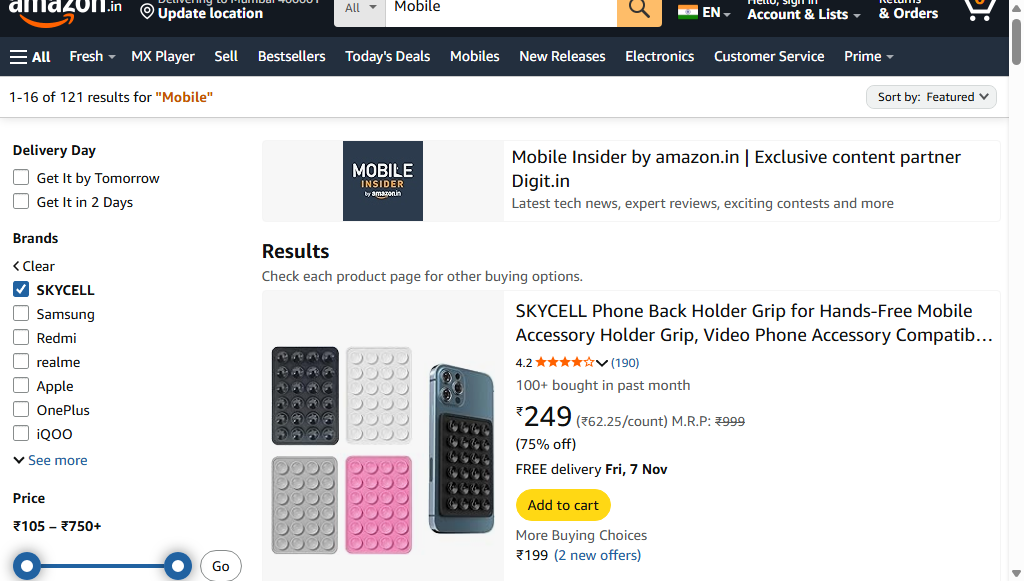 amazon.in
Delivering to Mumbai 400001
Update location
All
Mobile
EN
Hello, sign in
Account & Lists
Returns
& Orders
0
All
Fresh
MX Player
Sell
Bestsellers
Today's Deals
Mobiles
New Releases
Electronics
Customer Service
Prime
1-16 of 121 results for "Mobile"
Sort by: Featured
Delivery Day
Get It by Tomorrow
Get It in 2 Days
Brands
Clear
SKYCELL
Samsung
Redmi
realme
Apple
OnePlus
iQOO
See more
Price
₹105 – ₹750+
Go
MOBILE
INSIDER
by amazon.in
Mobile Insider by amazon.in | Exclusive content partner
Digit.in
Latest tech news, expert reviews, exciting contests and more
Results
Check each product page for other buying options.
SKYCELL Phone Back Holder Grip for Hands-Free Mobile
Accessory Holder Grip, Video Phone Accessory Compatib…
4.2 (190)
100+ bought in past month
₹249 (₹62.25/count) M.R.P: ₹999
(75% off)
FREE delivery Fri, 7 Nov
Add to cart
More Buying Choices
₹199 (2 new offers)